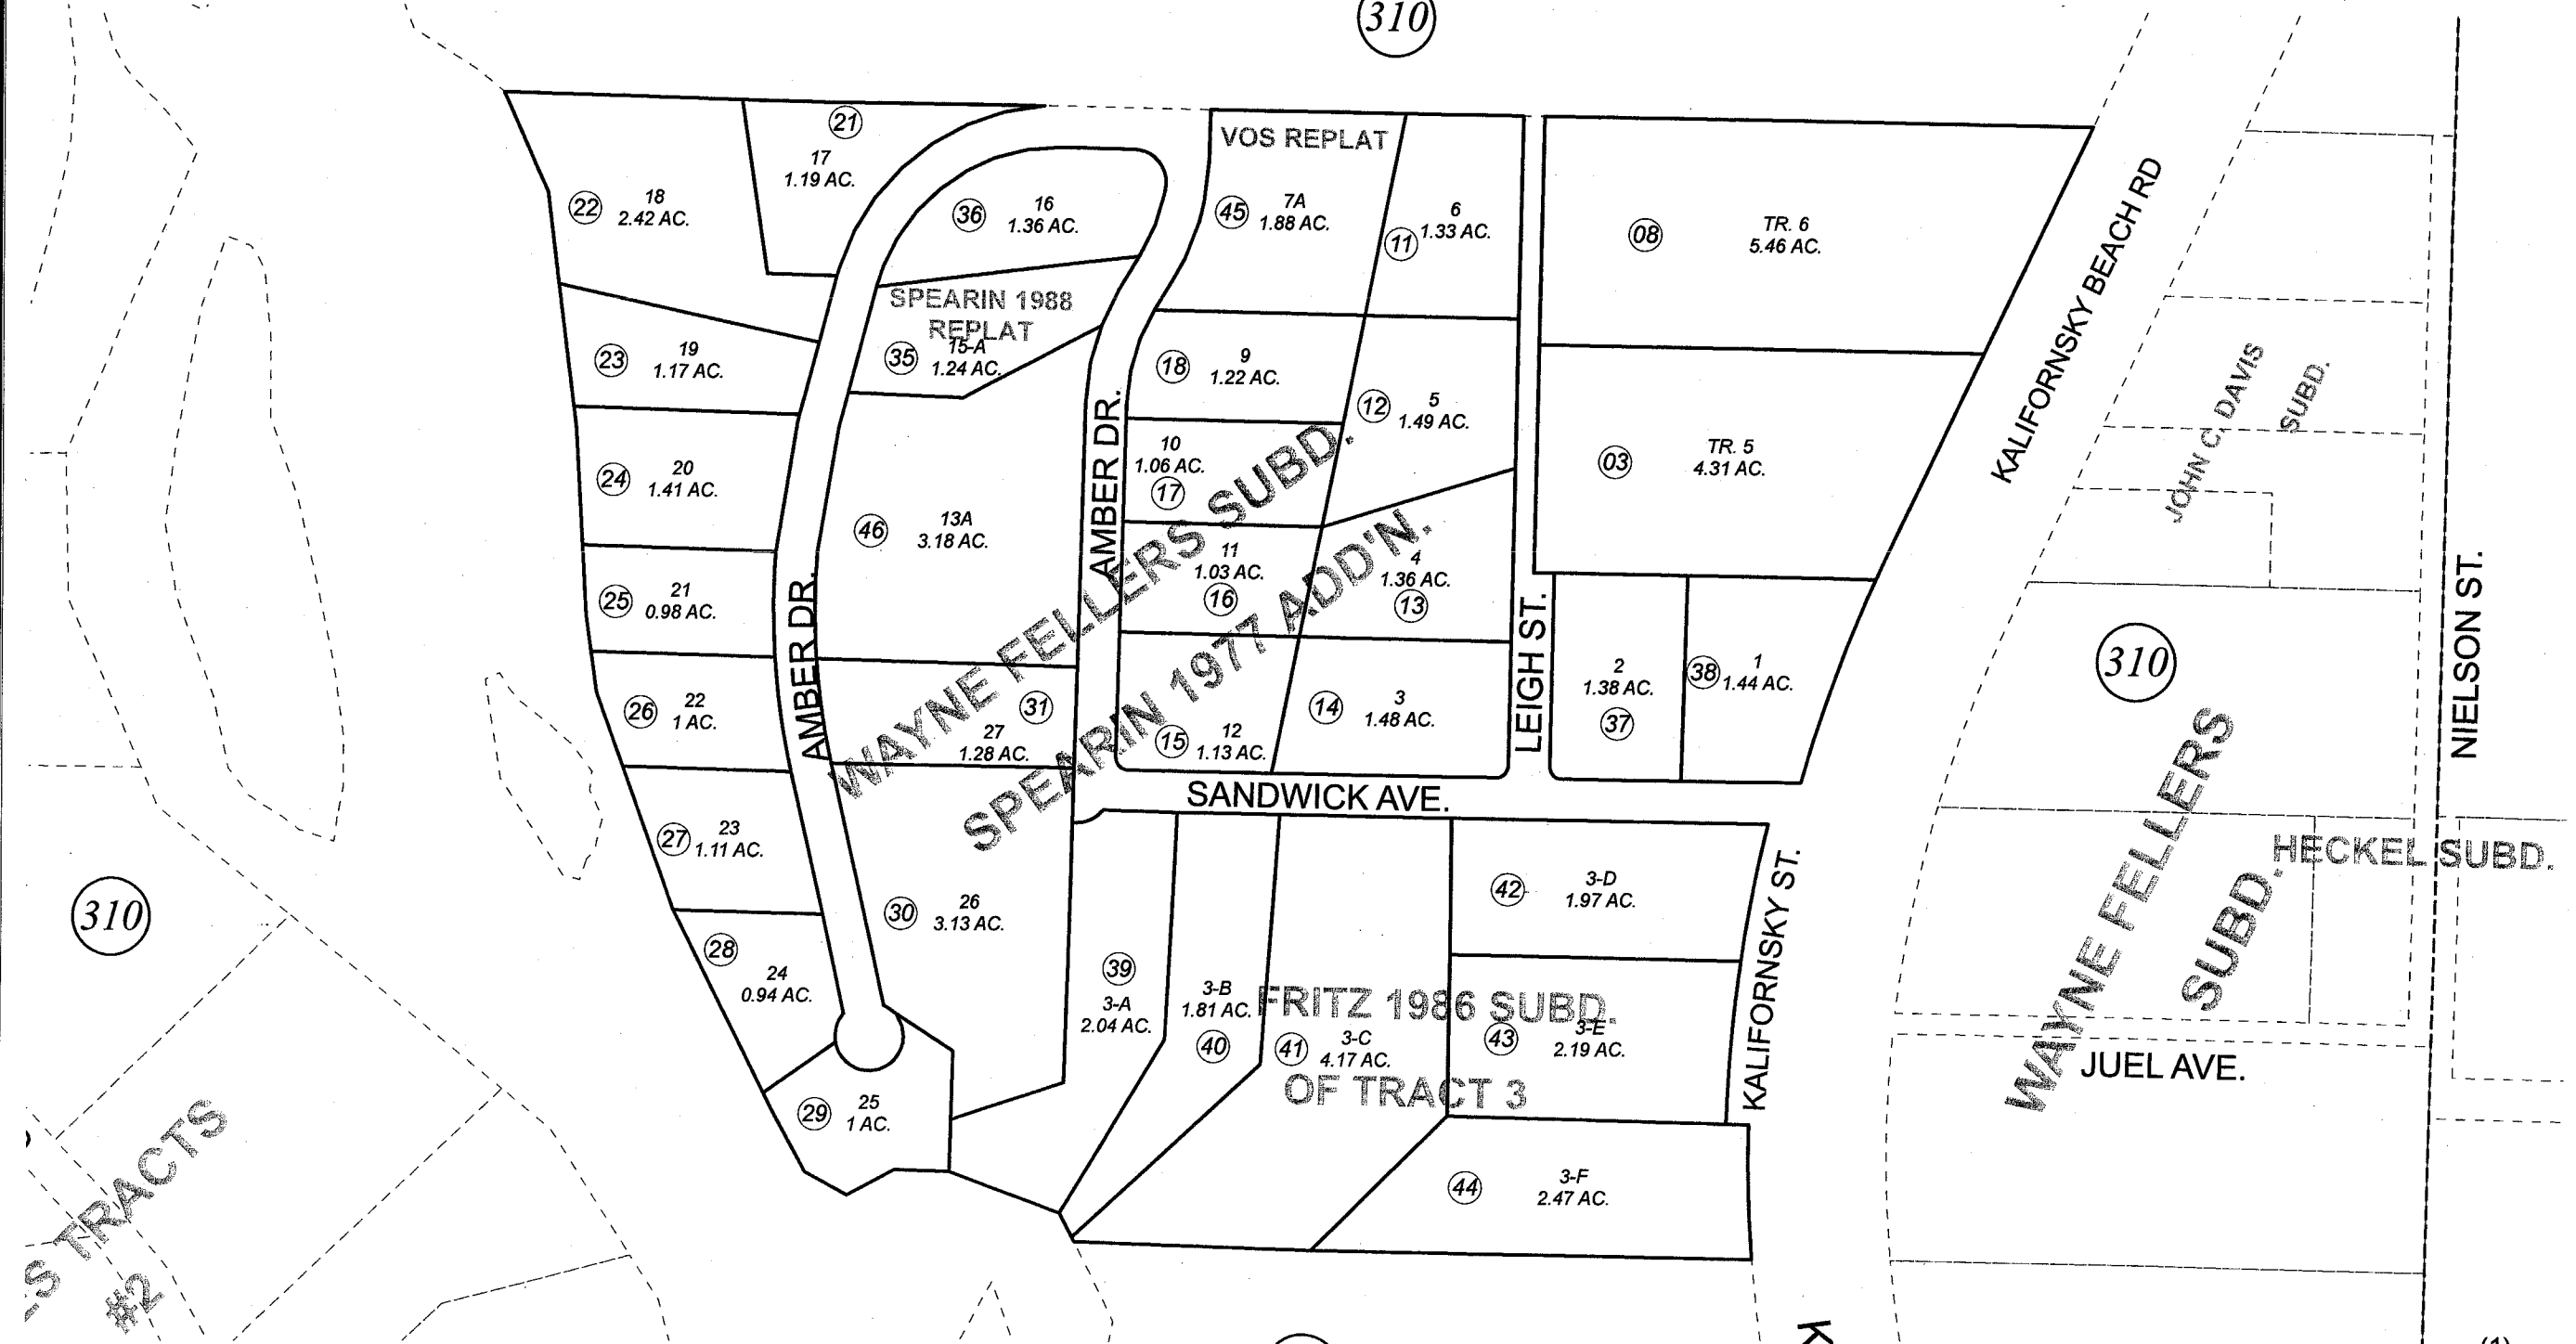 310
VOS REPLAT
21
17
1.19 AC.
22
18
2.42 AC.
36
16
1.36 AC.
45
7A
1.88 AC.
11
6
1.33 AC.
08
TR. 6
5.46 AC.
KALIFORNSKY BEACH RD
SPEARIN 1988
REPLAT
35
15-A
1.24 AC.
23
19
1.17 AC.
18
9
1.22 AC.
12
5
1.49 AC.
03
TR. 5
4.31 AC.
JOHN C. DAVIS
SUBD.
24
20
1.41 AC.
46
13A
3.18 AC.
AMBER DR.
10
1.06 AC.
17
WAYNE FELLERS SUBD.
SPEARIN 1977 ADD'N.
11
1.03 AC.
16
4
1.36 AC.
13
25
21
0.98 AC.
AMBER DR.
LEIGH ST.
2
1.38 AC.
37
38
1
1.44 AC.
310
NIELSON ST.
26
22
1 AC.
31
27
1.28 AC.
15
12
1.13 AC.
14
3
1.48 AC.
SANDWICK AVE.
27
23
1.11 AC.
30
26
3.13 AC.
42
3-D
1.97 AC.
KALIFORNSKY ST.
WAYNE FELLERS
SUBD.
HECKEL SUBD.
310
28
24
0.94 AC.
39
3-A
2.04 AC.
3-B
1.81 AC.
40
FRITZ 1986 SUBD.
OF TRACT 3
41
3-C
4.17 AC.
43
3-E
2.19 AC.
JUEL AVE.
29
25
1 AC.
44
3-F
2.47 AC.
S TRACTS
#2
K
(1)